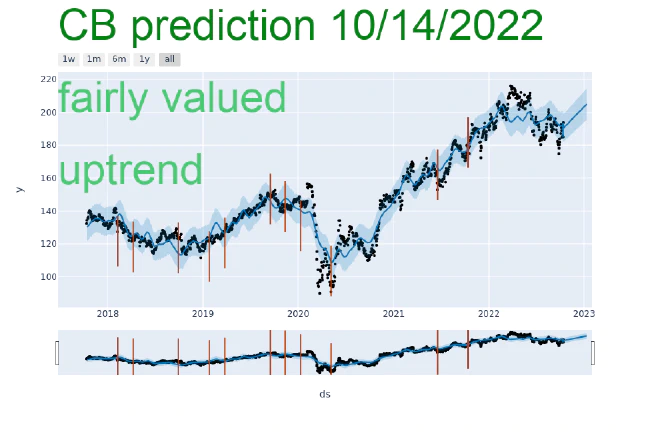 CB prediction 10/14/2022
1w 1m 6m 1y all
220
fairly valued
200
180
uptrend
160
y
140
120
100
2018 2019 2020 2021 2022 2023
ds